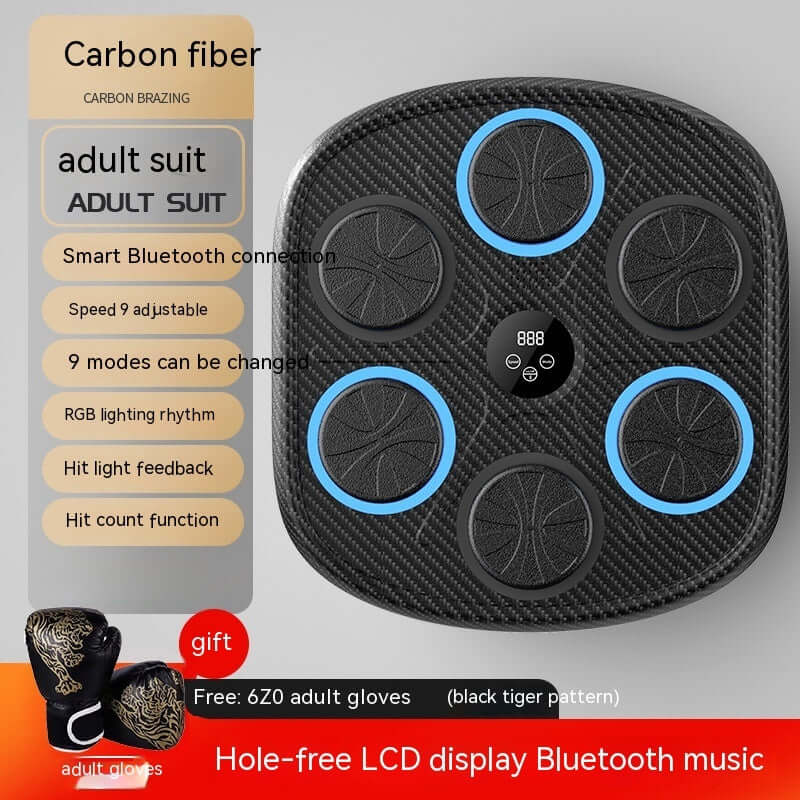 Carbon fiber
CARBON BRAZING
adult suit
ADULT SUIT
Smart Bluetooth connection
Speed 9 adjustable
9 modes can be changed
RGB lighting rhythm
Hit light feedback
Hit count function
888
gift
Free: 6Z0 adult gloves (black tiger pattern)
adult gloves
Hole-free LCD display Bluetooth music